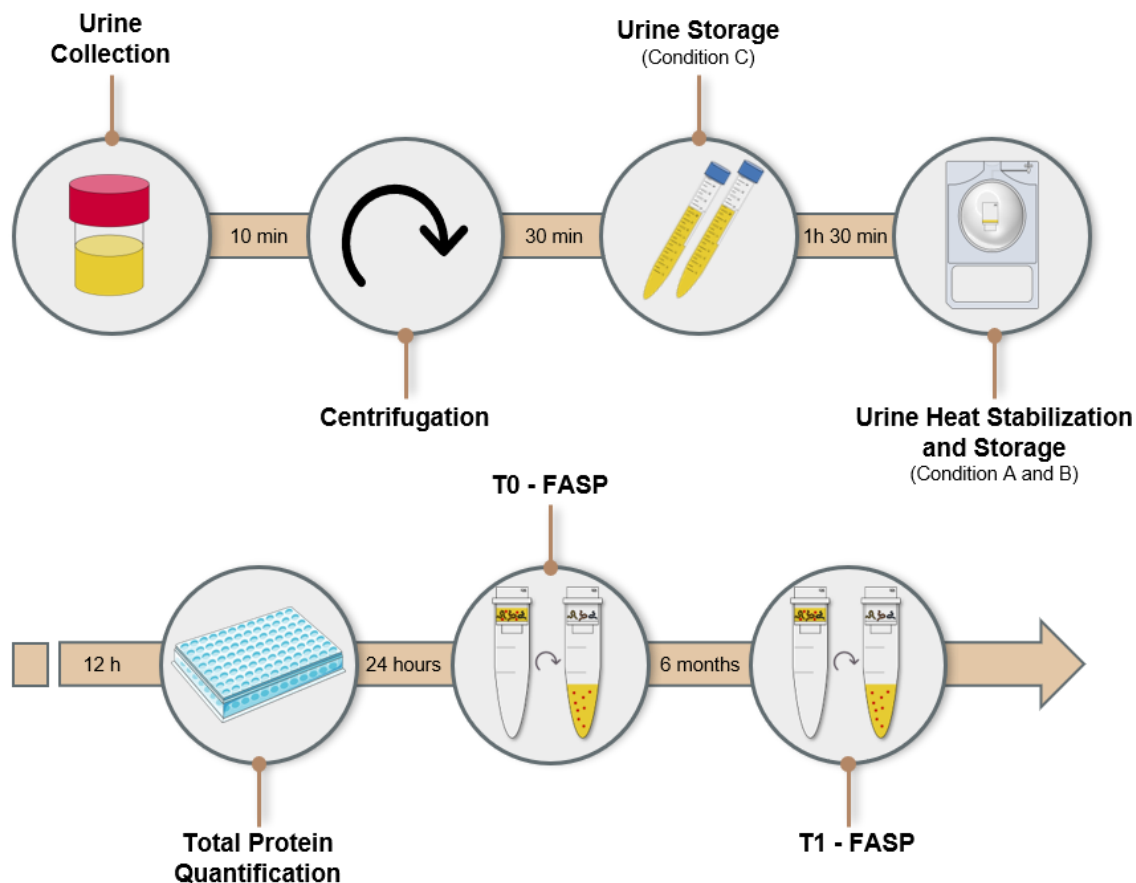 Urine
Collection
Urine Storage
(Condition C)
10 min
30 min
1h 30 min
Centrifugation
Urine Heat Stabilization
and Storage
(Condition A and B)
T0 - FASP
12 h
24 hours
6 months
Total Protein
Quantification
T1 - FASP